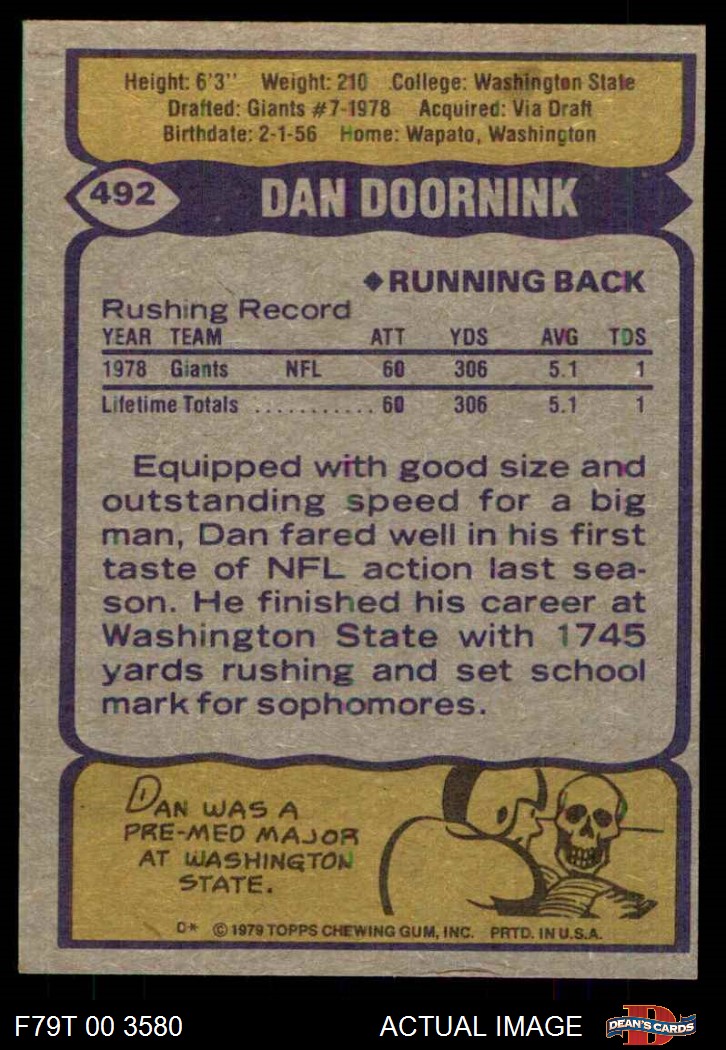 Height: 6'3'' Weight: 210 College: Washington State
Drafted: Giants #7-1978 Acquired: Via Draft
Birthdate: 2-1-56 Home: Wapato, Washington
492 DAN DOORNINK
◆RUNNING BACK
Rushing Record
YEAR TEAM ATT YDS AVG TDS
1978 Giants NFL 60 306 5.1 1
Lifetime Totals ............ 60 306 5.1 1
Equipped with good size and
outstanding speed for a big
man, Dan fared well in his first
taste of NFL action last sea-
son. He finished his career at
Washington State with 1745
yards rushing and set school
mark for sophomores.
DAN WAS A
PRE-MED MAJOR
AT WASHINGTON
STATE.
D* © 1979 TOPPS CHEWING GUM, INC. PRTD. IN U.S.A.
F79T 00 3580 ACTUAL IMAGE D DEAN'S CARDS